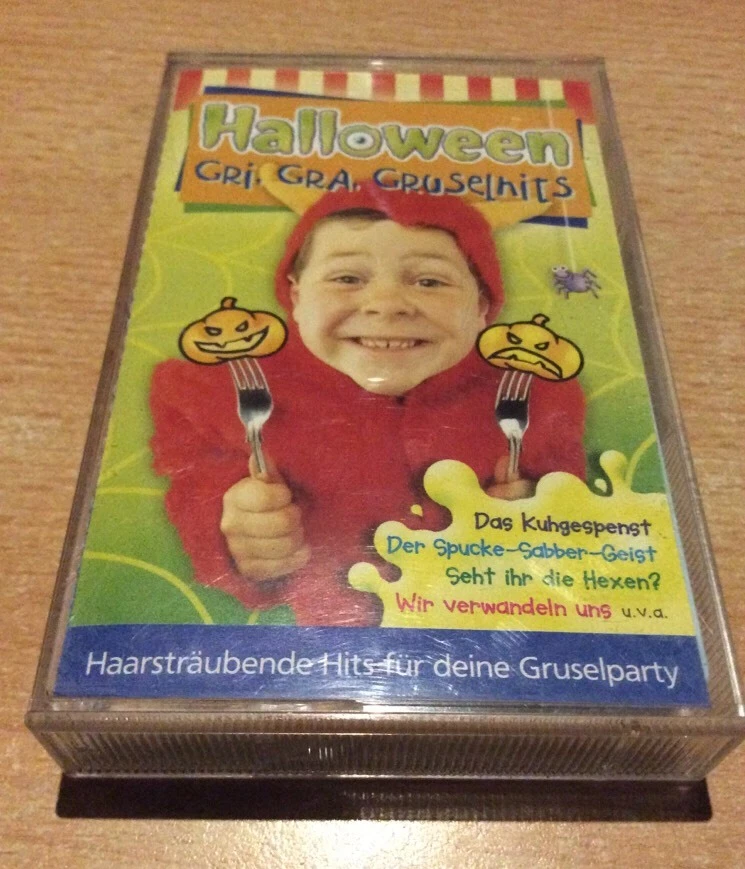 Halloween
Gri, Gra, Gruselhits
Das Kuhgespenst
Der Spucke-Sabber-Geist
Seht ihr die Hexen?
Wir verwandeln uns u.v.a.
Haarsträubende Hits für deine Gruselparty